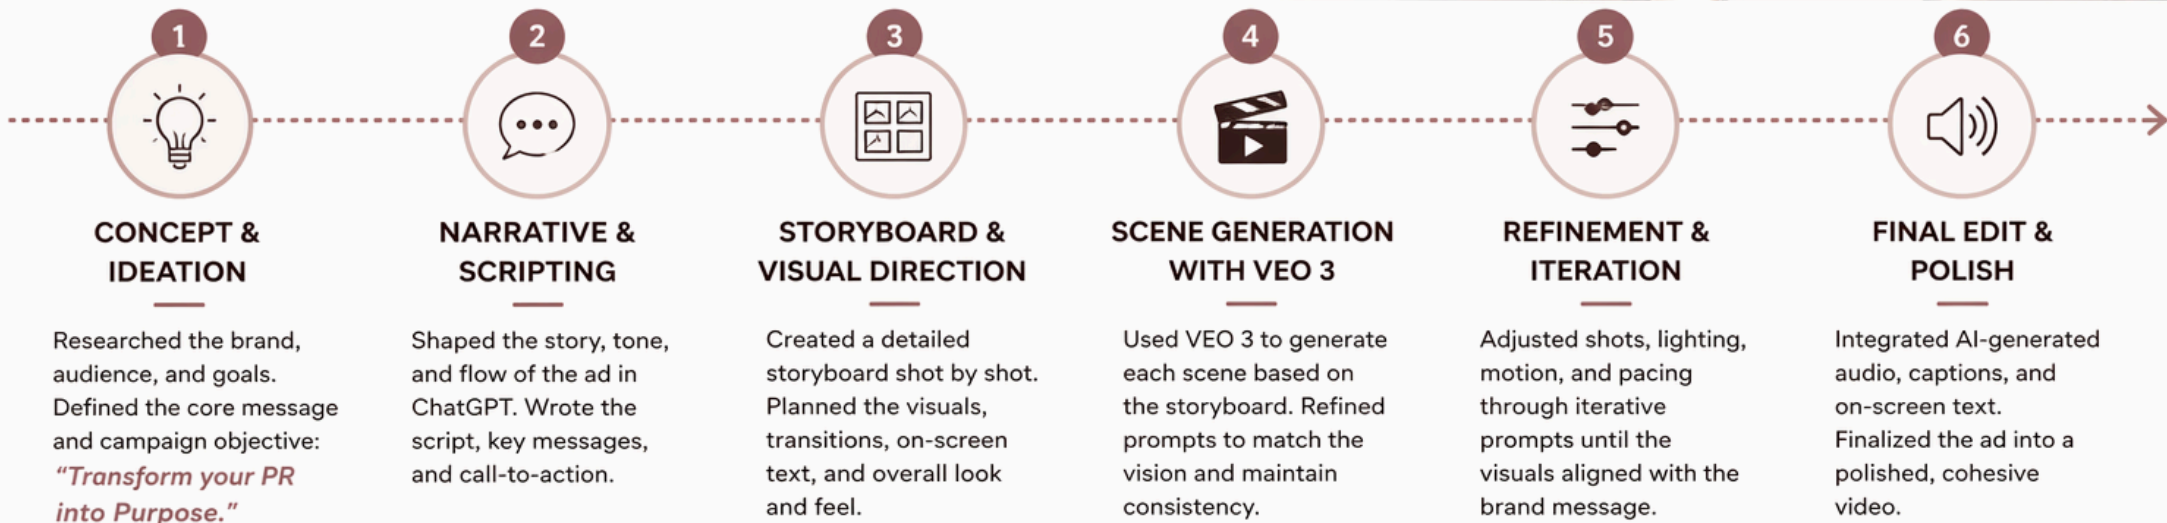 1
CONCEPT &
IDEATION
Researched the brand,
audience, and goals.
Defined the core message
and campaign objective:
“Transform your PR
into Purpose.”
2
NARRATIVE &
SCRIPTING
Shaped the story, tone,
and flow of the ad in
ChatGPT. Wrote the
script, key messages,
and call-to-action.
3
STORYBOARD &
VISUAL DIRECTION
Created a detailed
storyboard shot by shot.
Planned the visuals,
transitions, on-screen
text, and overall look
and feel.
4
SCENE GENERATION
WITH VEO 3
Used VEO 3 to generate
each scene based on
the storyboard. Refined
prompts to match the
vision and maintain
consistency.
5
REFINEMENT &
ITERATION
Adjusted shots, lighting,
motion, and pacing
through iterative
prompts until the
visuals aligned with the
brand message.
6
FINAL EDIT &
POLISH
Integrated AI-generated
audio, captions, and
on-screen text.
Finalized the ad into a
polished, cohesive
video.